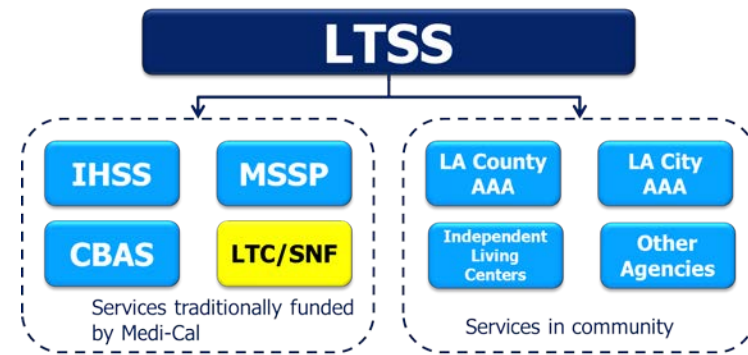 LTSS
IHSS
MSSP
CBAS
LTC/SNF
Services traditionally funded
by Medi-Cal
LA County
AAA
LA City
AAA
Independent
Living
Centers
Other
Agencies
Services in community